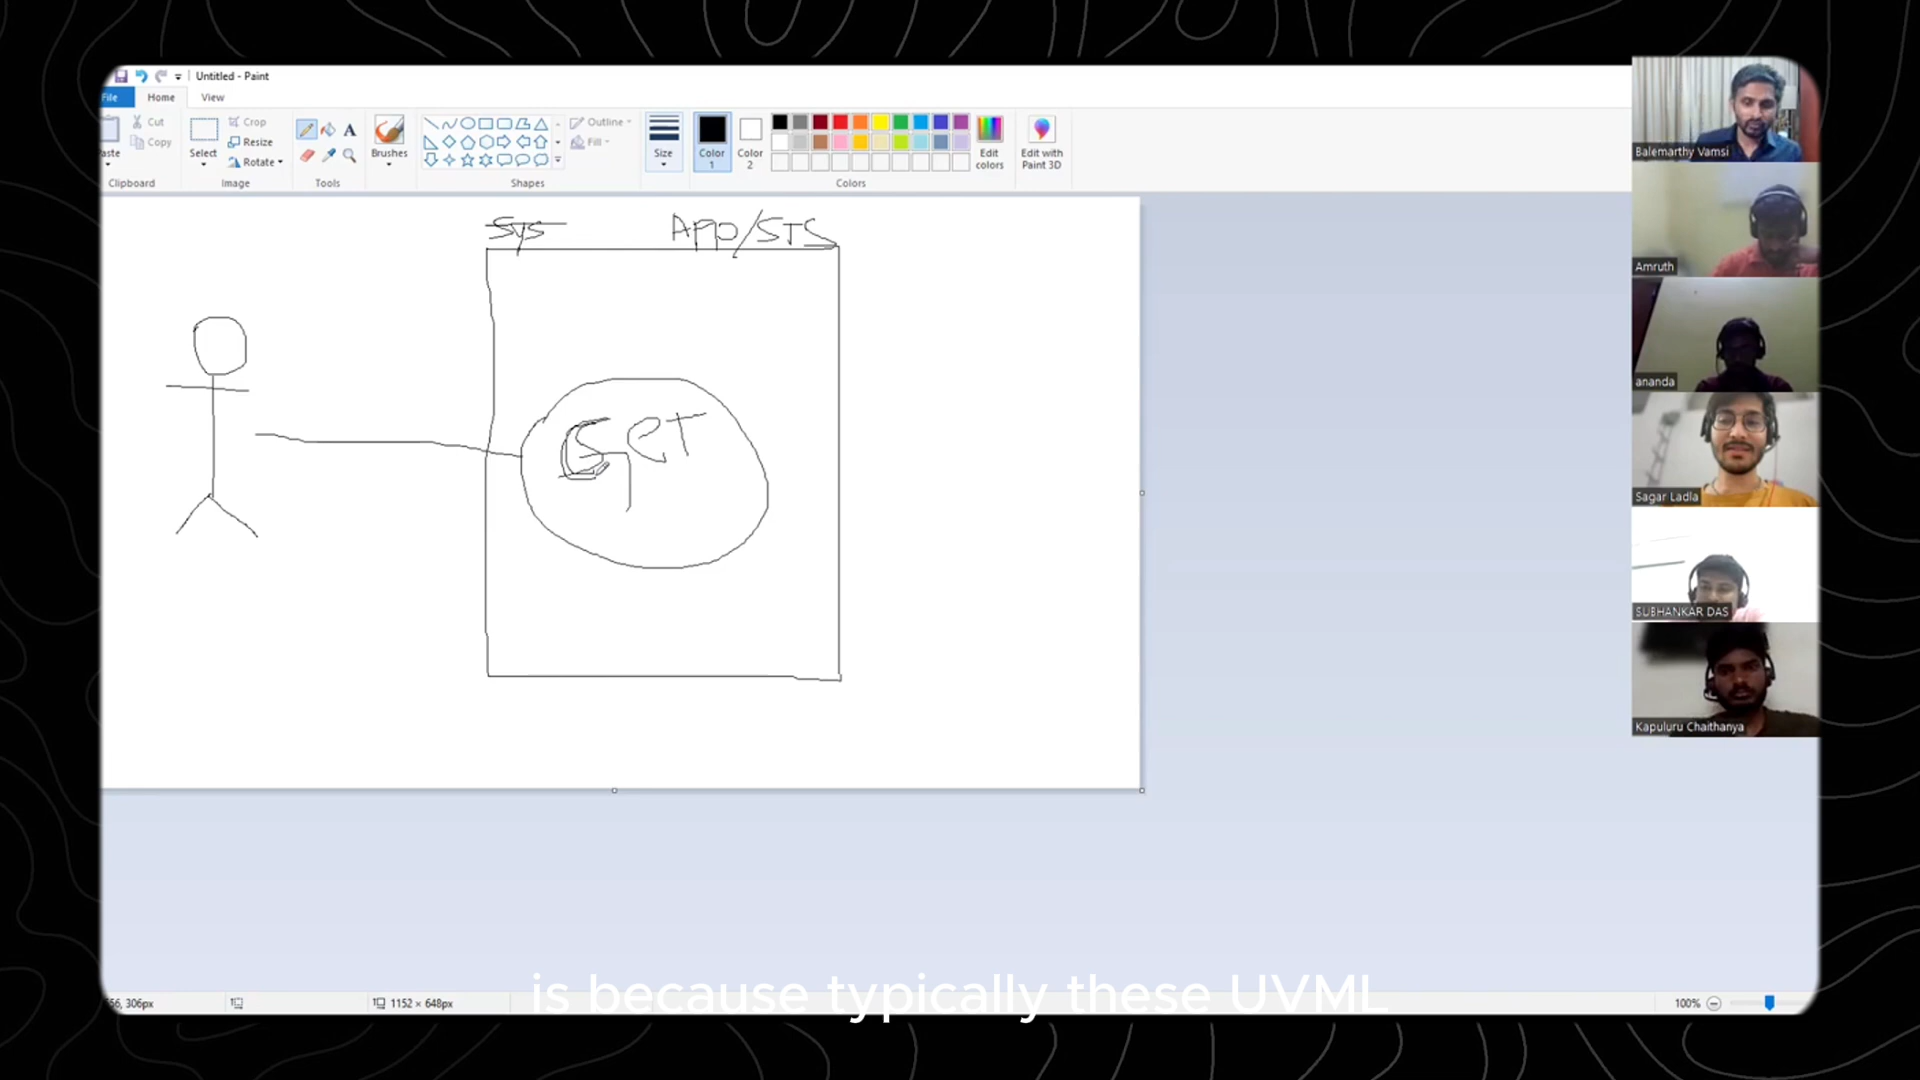 Untitled - Paint
File
Home
View
Cut
Copy
Clipboard
Select
Crop
Resize
Rotate
Image
Tools
Brushes
Shapes
Outline
Fill
Size
Color 1
Color 2
Colors
Edit colors
Edit with Paint 3D
APP/STS
Balemarthy Vamsi
Amruth
ananda
Sagar Ladla
SUBHANKAR DAS
Kapuluru Chaithanya
is because typically these UVML
1152 × 648px
100%